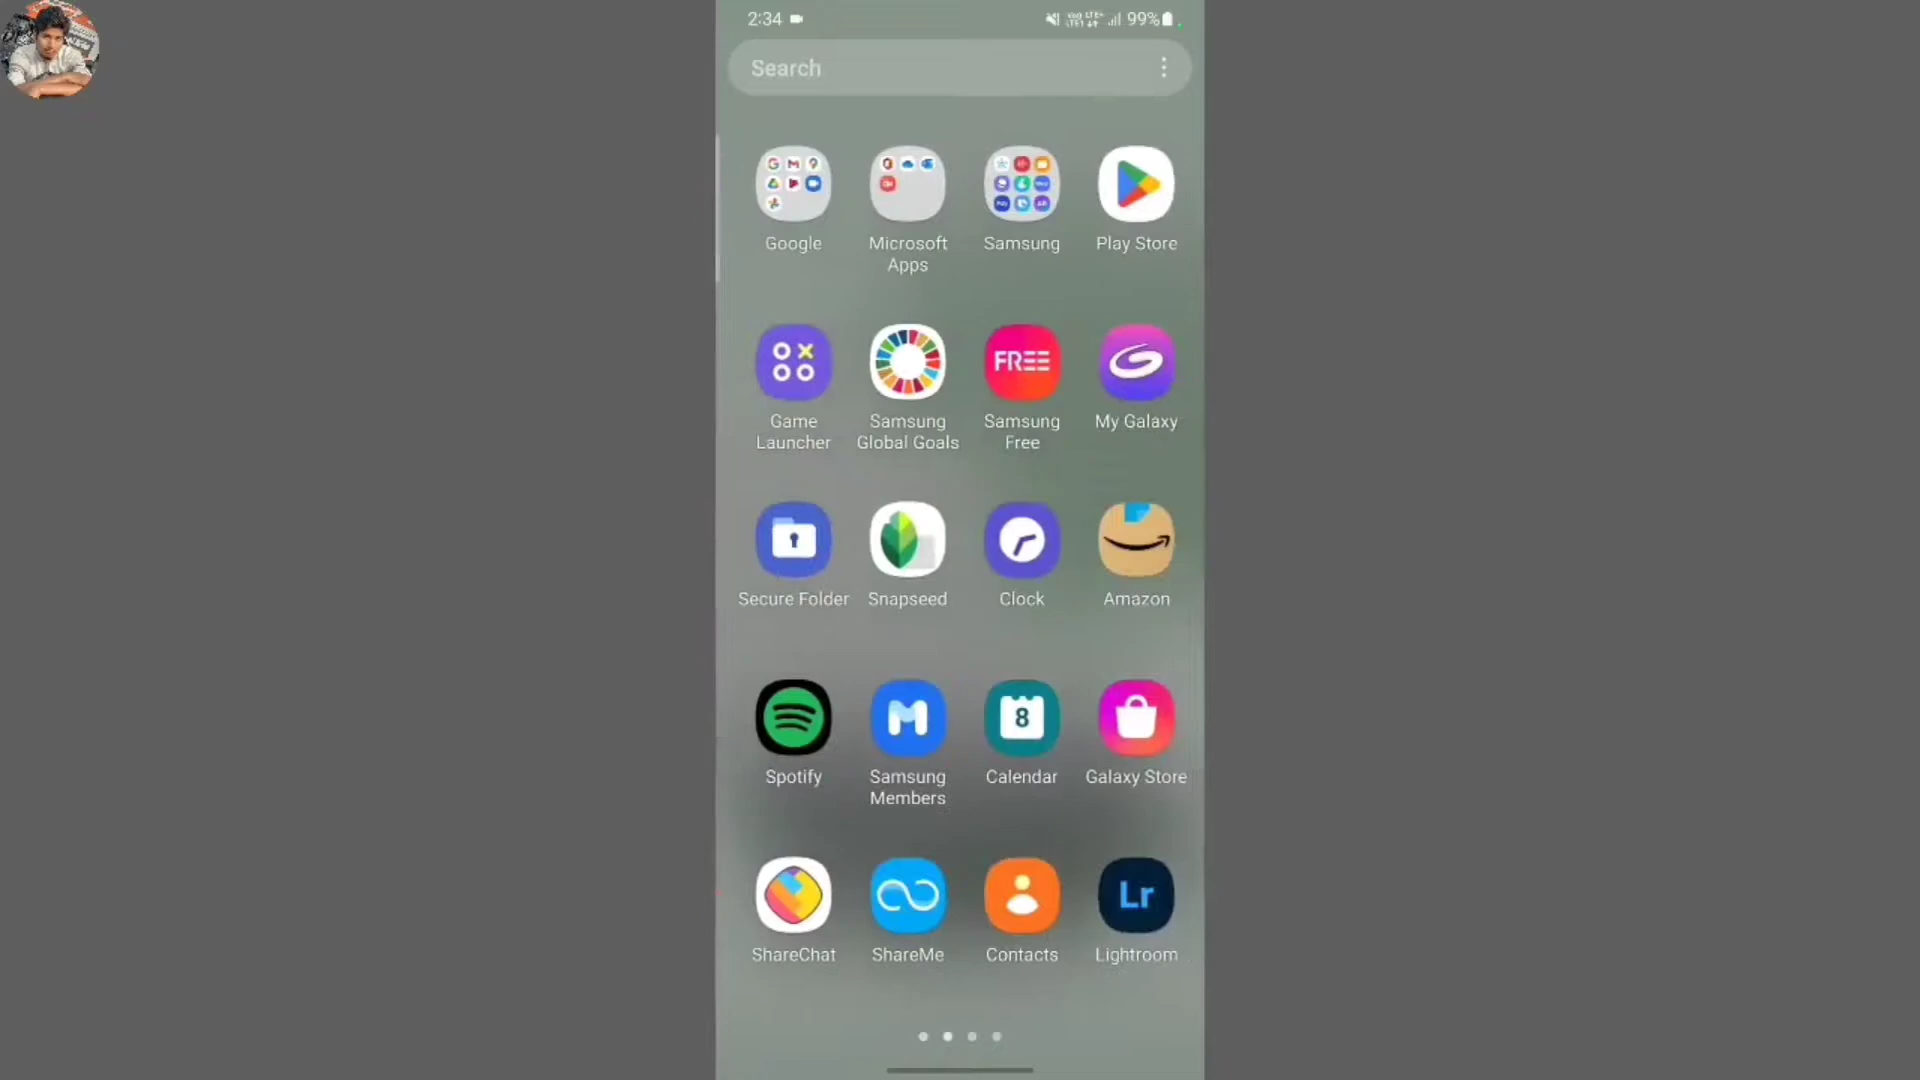 2:34
99%
Search
Google
Microsoft
Apps
Samsung
Play Store
FREE
Game
Launcher
Samsung
Global Goals
Samsung
Free
My Galaxy
Secure Folder
Snapseed
Clock
Amazon
8
Spotify
Samsung
Members
Calendar
Galaxy Store
Lr
ShareChat
ShareMe
Contacts
Lightroom